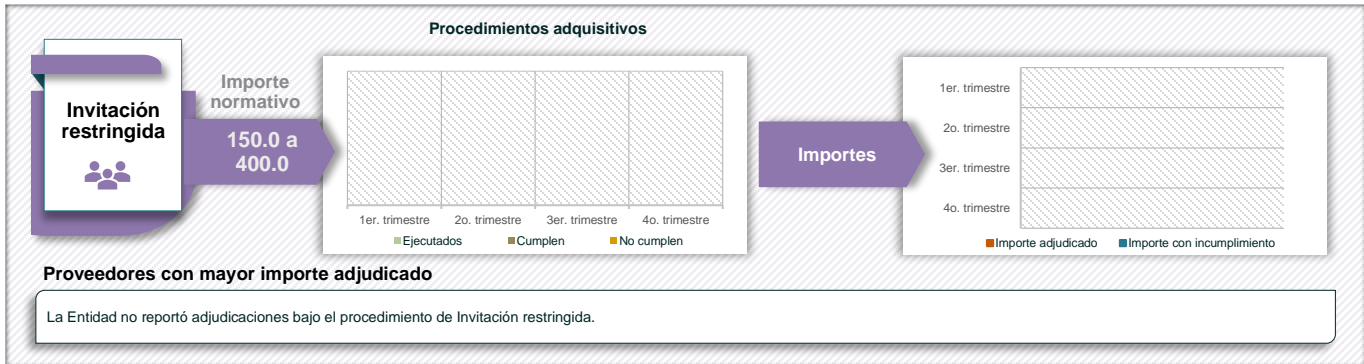 Procedimientos adquisitivos
Invitación
restringida
Importe
normativo
150.0 a
400.0
1er. trimestre
2o. trimestre
3er. trimestre
4o. trimestre
Ejecutados
Cumplen
No cumplen
Importes
1er. trimestre
2o. trimestre
3er. trimestre
4o. trimestre
Importe adjudicado
Importe con incumplimiento
Proveedores con mayor importe adjudicado
La Entidad no reportó adjudicaciones bajo el procedimiento de Invitación restringida.